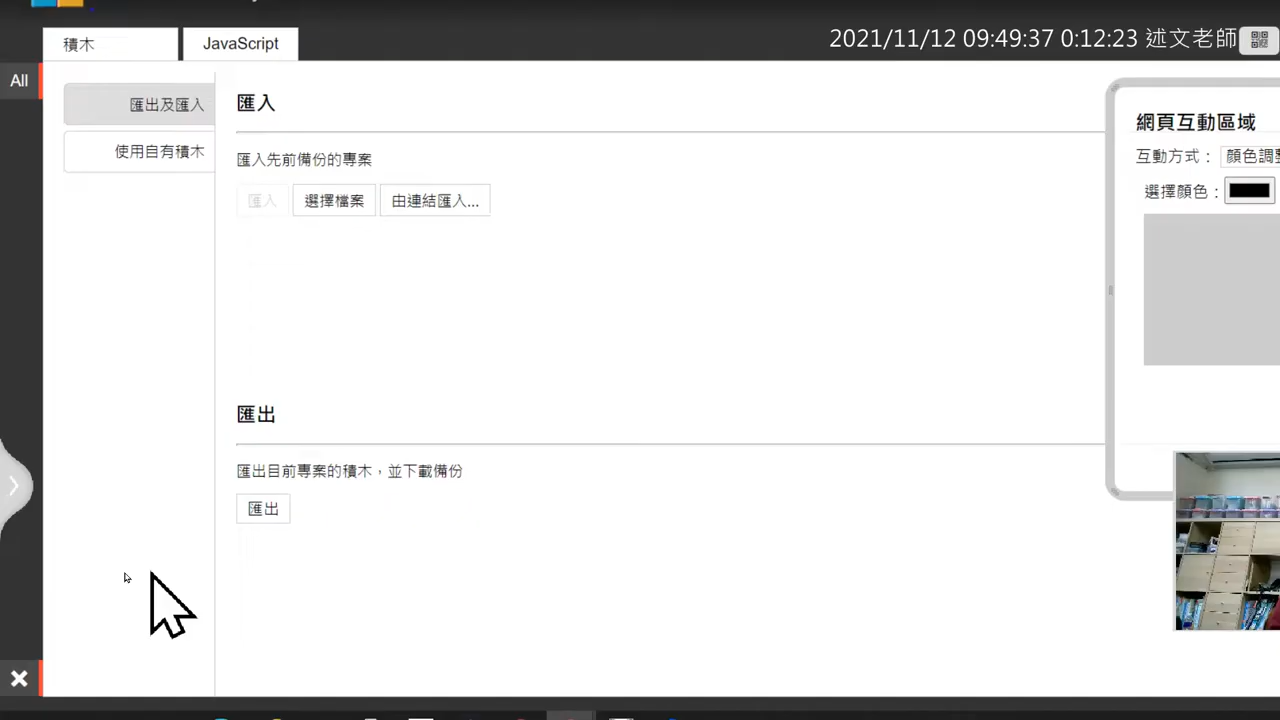 積木
JavaScript
2021/11/12 09:49:37 0:12:23 述文老師
All
匯出及匯入
使用自有積木
匯入
匯入先前備份的專案
匯入
選擇檔案
由連結匯入...
匯出
匯出目前專案的積木，並下載備份
匯出
網頁互動區域
互動方式：
顏色調整
選擇顏色：